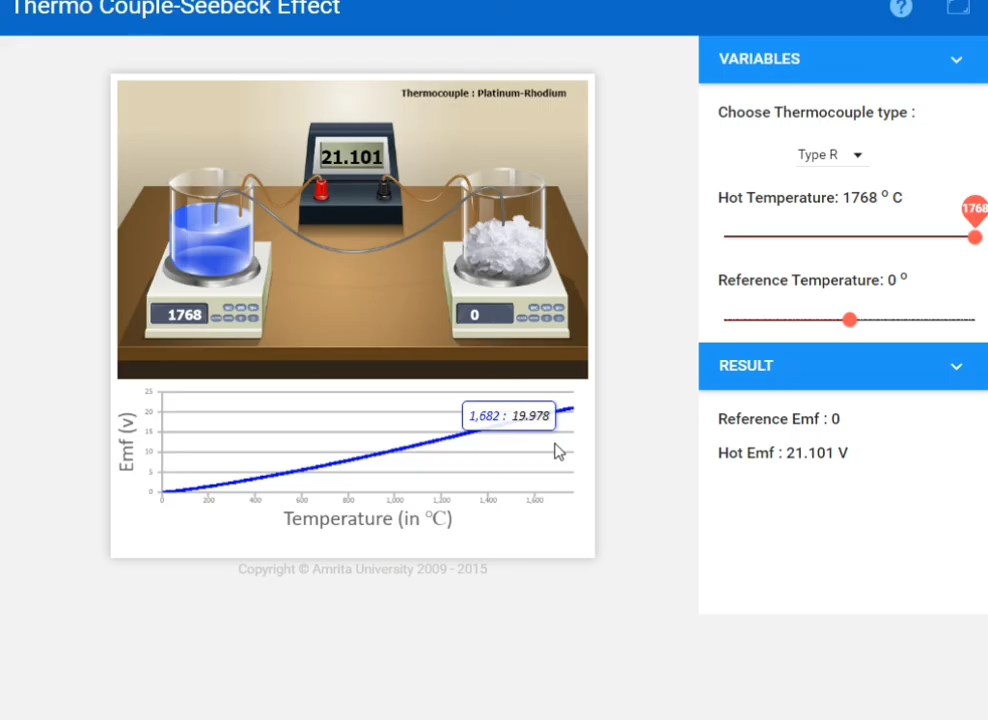 Thermo Couple-Seebeck Effect
?
VARIABLES
Choose Thermocouple type :
Type R
Hot Temperature: 1768 ° C
1768
Reference Temperature: 0 °
RESULT
Reference Emf : 0
Hot Emf : 21.101 V
Thermocouple : Platinum-Rhodium
21.101
1768
0
25
20
15
10
5
0
Emf (v)
1,682 : 19.978
0 200 400 600 800 1,000 1,200 1,400 1,600
Temperature (in °C)
Copyright © Amrita University 2009 - 2015